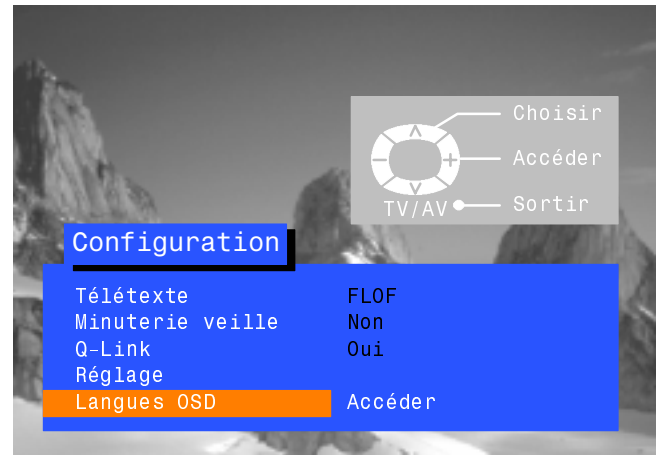 Choisir
Accéder
TV/AV Sortir
Configuration
Télétexte FLOF
Minuterie veille Non
Q-Link Oui
Réglage
Langues OSD Accéder